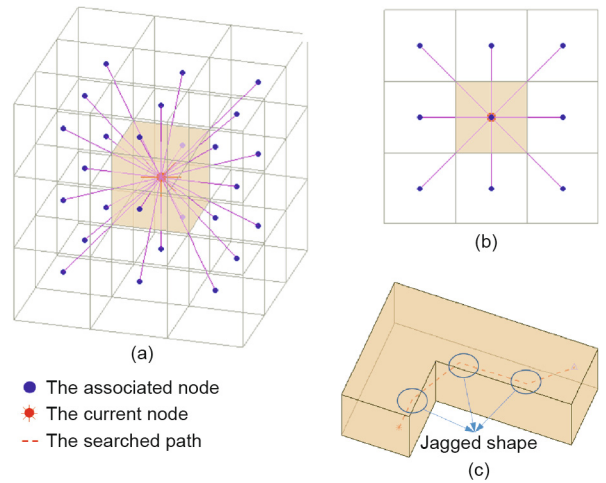 (a)
(b)
The associated node
The current node
The searched path
Jagged shape
(c)